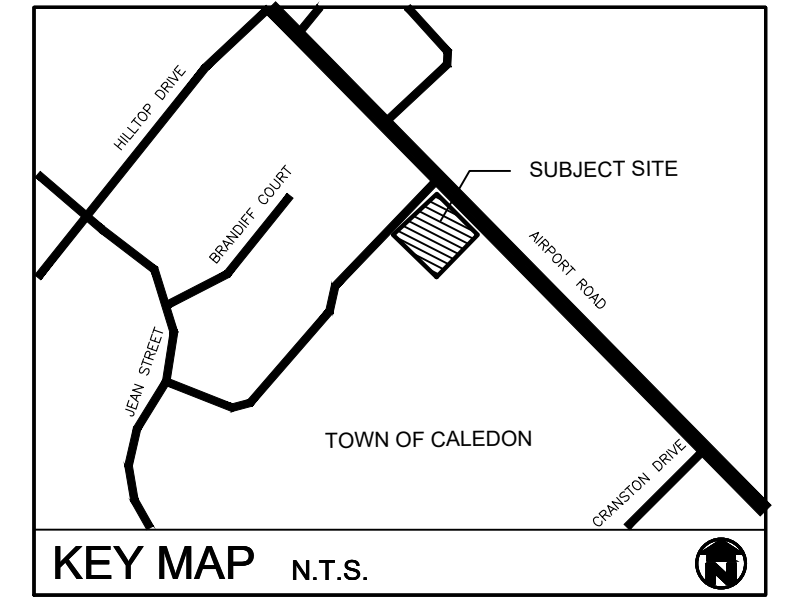 HILLTOP DRIVE
BRANDIFF COURT
SUBJECT SITE
AIRPORT ROAD
JEAN STREET
TOWN OF CALEDON
CRANSTON DRIVE
KEY MAP N.T.S.
N